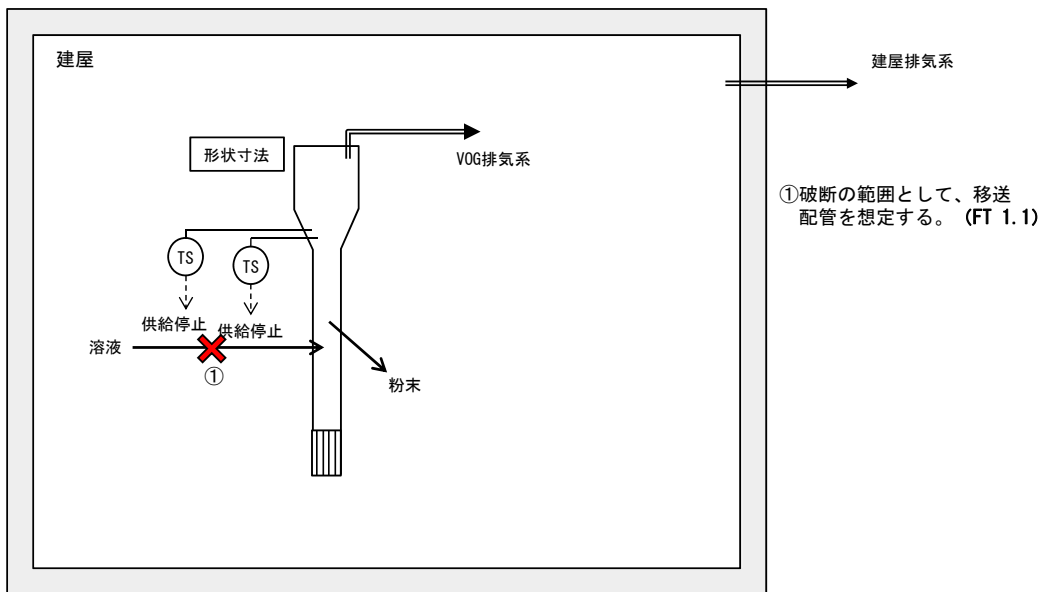 建屋
建屋排気系
形状寸法
VOG排気系
①破断の範囲として、移送
配管を想定する。 (FT 1.1)
TS
TS
供給停止
供給停止
溶液
①
粉末